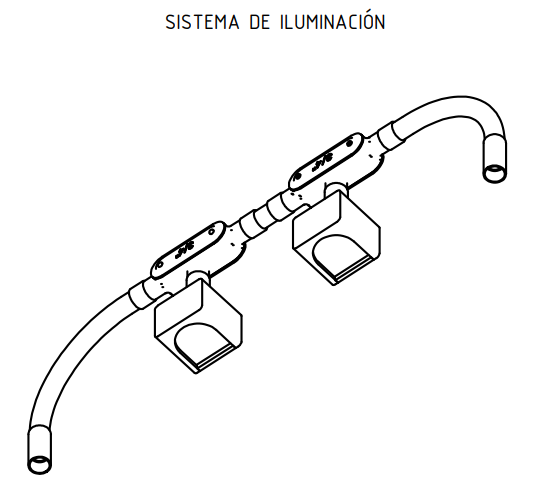 SISTEMA DE ILUMINACIÓN